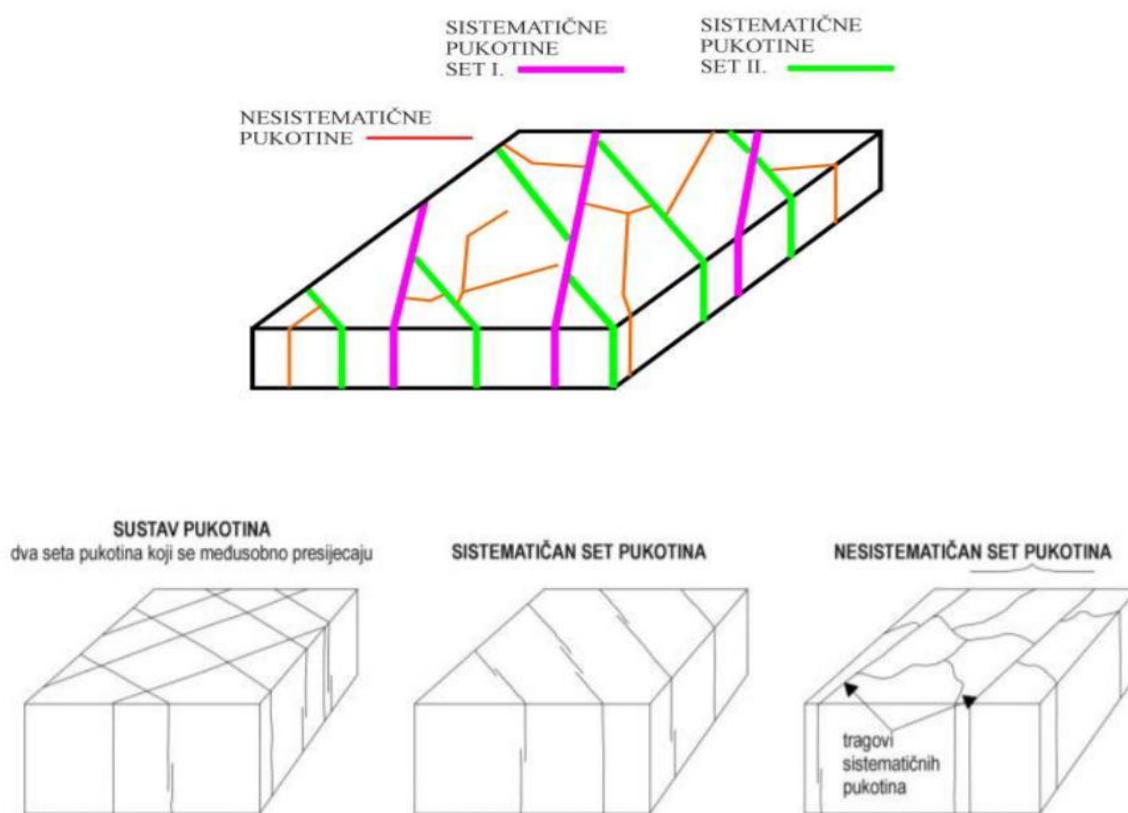 SISTEMATIČNE
PUKOTINE
SET I.
SISTEMATIČNE
PUKOTINE
SET II.
NESISTEMATIČNE
PUKOTINE
SUSTAV PUKOTINA
dva seta pukotina koji se međusobno presijecaju
SISTEMATIČAN SET PUKOTINA
NESISTEMATIČAN SET PUKOTINA
tragovi
sistematičnih
pukotina